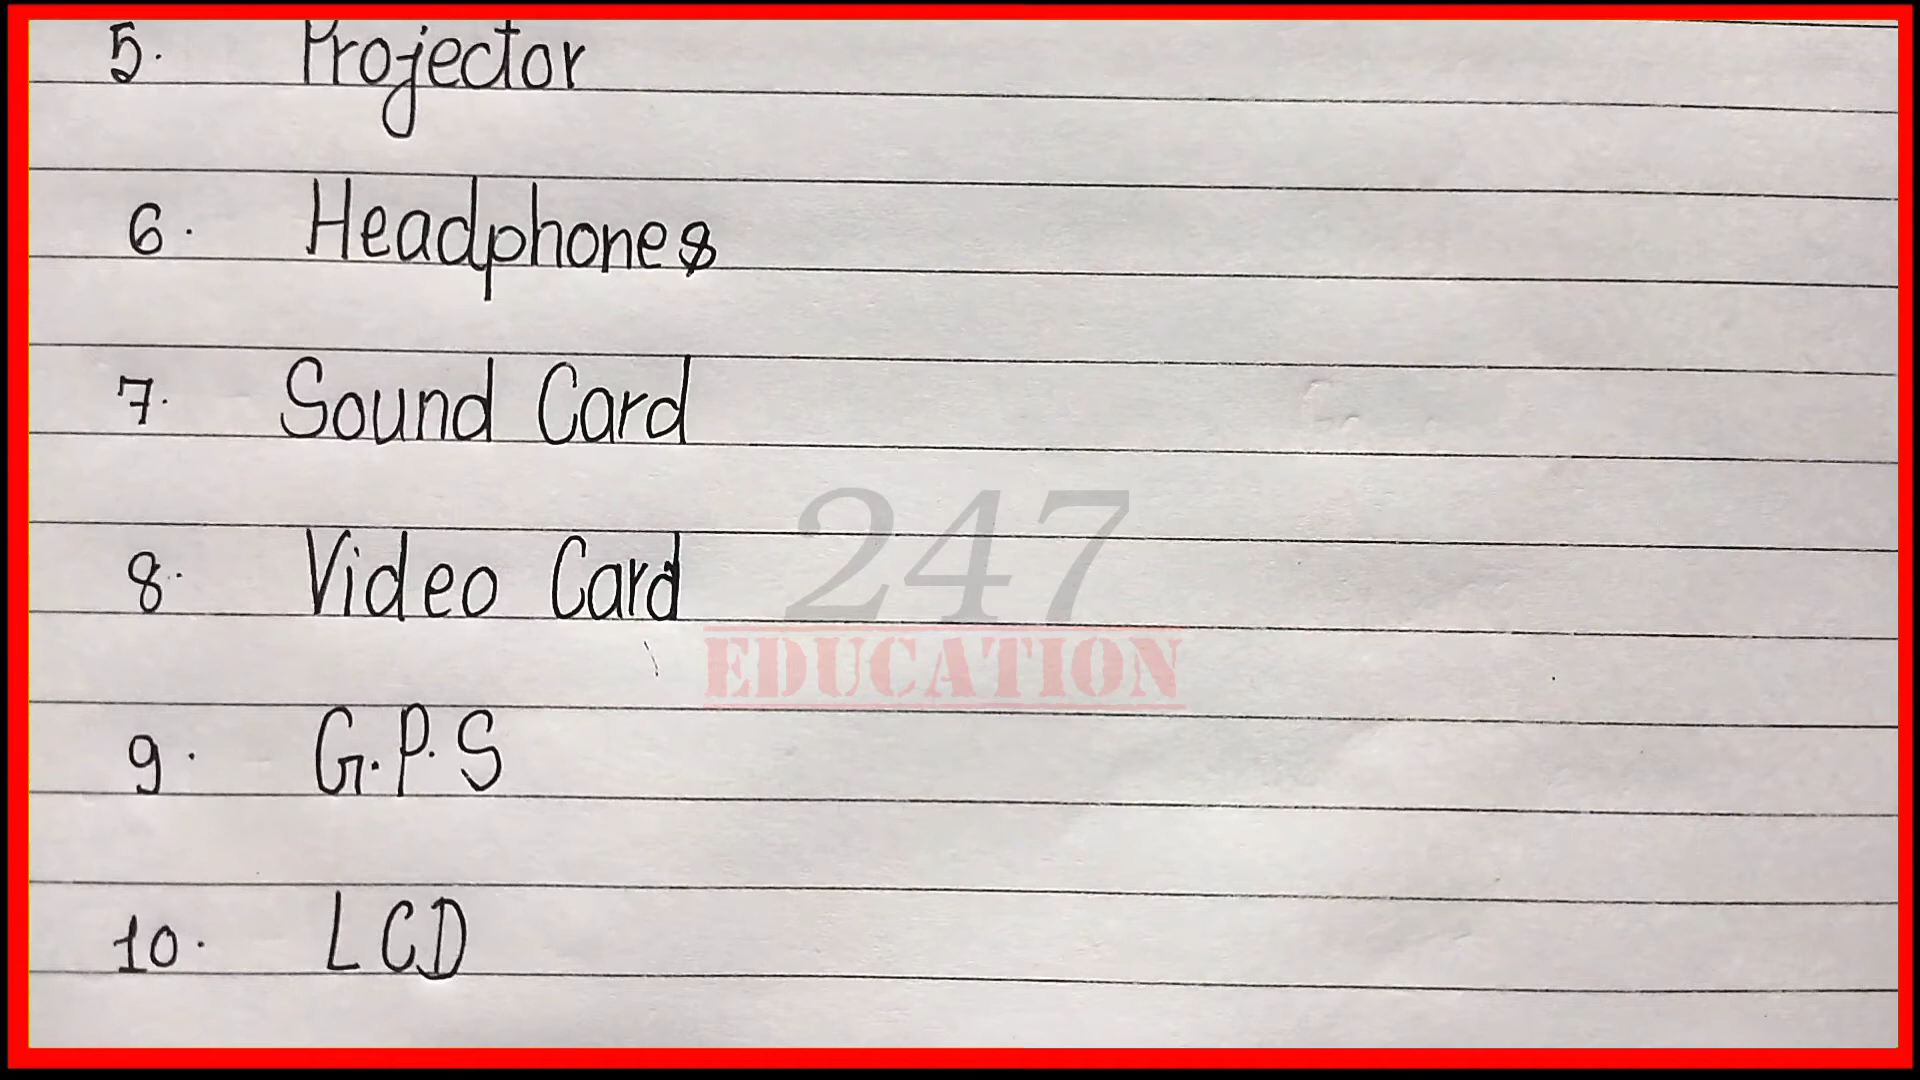 5. Projector
6. Headphones
7. Sound Card
8. Video Card
247
EDUCATION
9. G.P.S
10. LCD